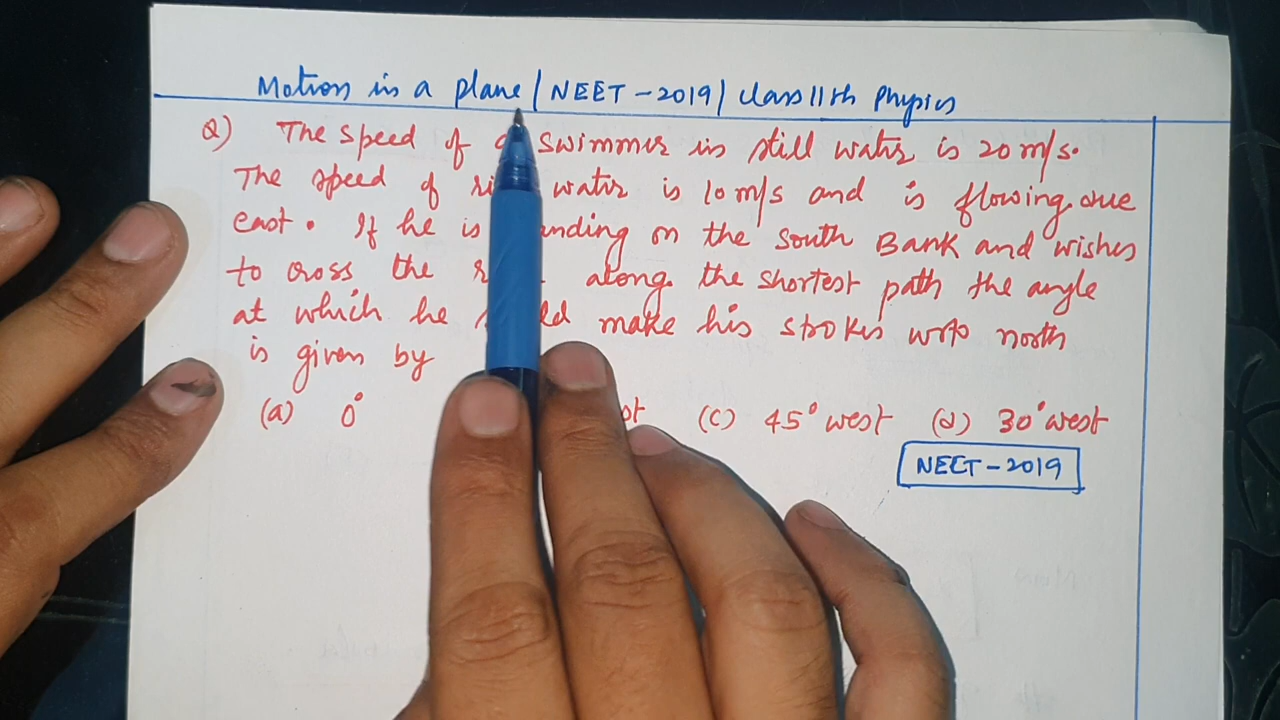 Motion in a plane / NEET - 2019 / class 11th Physics
Q) The speed of a swimmer in still water is 20 m/s.
The speed of water is 10 m/s and is flowing due
east. If he is on the south Bank and wishes
to cross the along the shortest path the angle
at which he make his strokes wrto north
is given by
(a) 0° (c) 45° west (d) 30° west
NEET - 2019